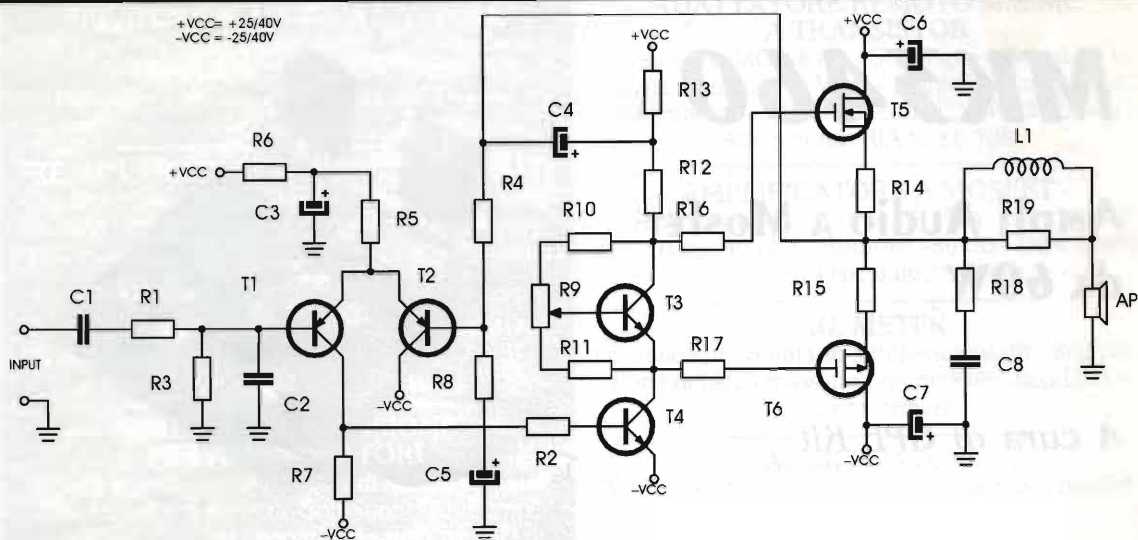 +VCC= +25/40V
-VCC = -25/40V
+VCC
C6
+
+VCC
R13
C4
+
T5
L1
R6
+VCC
R4
R12
R14
+
C3
R5
R10
R16
R19
T1
T2
R9
T3
R15
R18
AP
C1
R1
INPUT
R3
C2
R8
R11
R17
-VCC
T4
T6
C7
+
C8
R7
R2
C5
+
-VCC
-VCC
-VCC